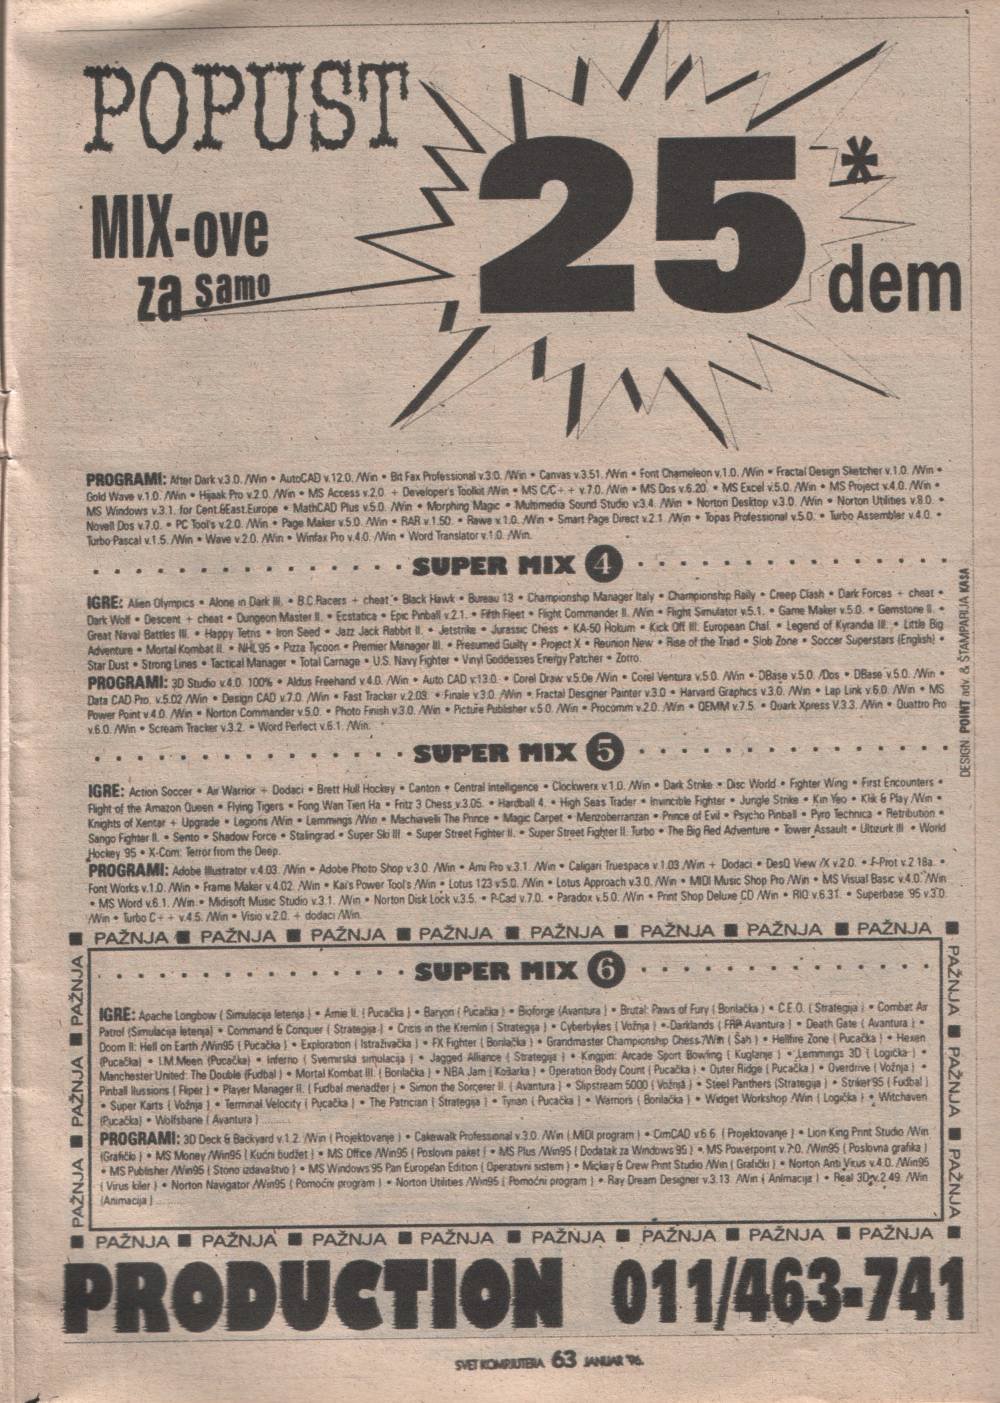 POPUST
MIX-ove
za samo
25*
dem
PROGRAMI: After Dark v.3.0. /Win • AutoCAD v.12.0. /Win • Bit Fax Professional v.3.0. /Win • Canvas v.3.51. /Win • Font Chameleon v.1.0. /Win • Fractal Design Sketcher v.1.0. /Win •
Gold Wave v.1.0. /Win • Hijaak Pro v.2.0. /Win • MS Access v.2.0. + Developer's Toolkit /Win • MS C/C++ v.7.0. /Win • MS Dos v.6.20. • MS Excel v.5.0. /Win • MS Project v.4.0. /Win •
MS Windows v.3.1. for Cent.&East.Europe • MathCAD Plus v.5.0. /Win • Morphing Magic • Multimedia Sound Studio v.3.4. /Win • Norton Desktop v.3.0. /Win • Norton Utilities v.8.0. •
Novell Dos v.7.0. • PC Tool's v.2.0. /Win • Page Maker v.5.0. /Win • RAR v.1.50. • Rewe v.1.0. /Win • Smart Page Direct v.2.1. /Win • Topas Professional v.5.0. • Turbo Assembler v.4.0. •
Turbo Pascal v.1.5. /Win • Wave v.2.0. /Win • Winfax Pro v.4.0. /Win • Word Translator v.1.0. /Win.
SUPER MIX 4
IGRE: Alien Olympics • Alone in Dark III. • B.C.Racers + cheat • Black Hawk • Bureau 13 • Championship Manager Italy • Championship Rally • Creep Clash • Dark Forces + cheat •
Dark Wolf • Descent + cheat • Dungeon Master II. • Ecstatica • Epic Pinball v.2.1. • Fifth Fleet • Flight Commander II. /Win • Flight Simulator v.5.1. • Game Maker v.5.0. • Gemstone II. •
Great Naval Battles III. • Happy Tetris • Iron Seed • Jazz Jack Rabbit II. • Jetstrike • Jurassic Chess • KA-50 Hokum • Kick Off III: European Chal. • Legend of Kyrandia III. • Little Big
Adventure • Mortal Kombat II. • NHL'95 • Pizza Tycoon • Premier Manager III. • Presumed Guilty • Project X • Reunion New • Rise of the Triad • Slob Zone • Soccer Superstars (English) •
Star Dust • Strong Lines • Tactical Manager • Total Carnage • U.S. Navy Fighter • Vinyl Goddesses Energy Patcher • Zorro.
PROGRAMI: 3D Studio v.4.0. 100% • Aldus Freehand v.4.0. /Win • Auto CAD v.13.0. • Corel Draw v.5.0e /Win • Corel Ventura v.5.0. /Win • DBase v.5.0. /Dos • DBase v.5.0. /Win •
Data CAD Pro. v.5.02 /Win • Design CAD v.7.0. /Win • Fast Tracker v.2.03. • Finale v.3.0. /Win • Fractal Designer Painter v.3.0 • Harvard Graphics v.3.0. /Win • Lap Link v.6.0. /Win • MS
Power Point v.4.0. /Win • Norton Commander v.5.0. • Photo Finish v.3.0. /Win • Picture Publisher v.5.0. /Win • Procomm v.2.0. /Win • QEMM v.7.5. • Quark Xpress V.3.3. /Win • Quattro Pro
v.6.0. /Win • Scream Tracker v.3.2. • Word Perfect v.6.1. /Win.
SUPER MIX 5
IGRE: Action Soccer • Air Warrior + Dodaci • Brett Hull Hockey • Canton • Central Intelligence • Clockwerx v.1.0. /Win • Dark Strike • Disc World • Fighter Wing • First Encounters •
Flight of the Amazon Queen • Flying Tigers • Fong Wan Tien Ha • Fritz 3 Chess v.3.05. • Hardball 4. • High Seas Trader • Invincible Fighter • Jungle Strike • Kin Yeo • Klik & Play /Win •
Knights of Xentar + Upgrade • Legions /Win • Lemmings /Win • Machiavelli The Prince • Magic Carpet • Menzoberranzan • Prince of Evil • Psycho Pinball • Pyro Technica • Retribution •
Sango Fighter II. • Sento • Shadow Force • Stalingrad • Super Ski III. • Super Street Fighter II. • Super Street Fighter II: Turbo • The Big Red Adventure • Tower Assault • Ultizurk III • World
Hockey '95 • X-Com: Terror from the Deep.
PROGRAMI: Adobe Illustrator v.4.03. /Win • Adobe Photo Shop v.3.0. /Win • Ami Pro v.3.1. /Win • Caligari Truespace v.1.03 /Win + Dodaci • DesQ View /X v.2.0. • F-Prot v.2.18a. •
Font Works v.1.0. /Win • Frame Maker v.4.02. /Win • Kai's Power Tool's /Win • Lotus 123 v.5.0. /Win • Lotus Approach v.3.0. /Win • MIDI Music Shop Pro /Win • MS Visual Basic v.4.0. /Win
• MS Word v.6.1. /Win • Midisoft Music Studio v.3.1. /Win • Norton Disk Lock v.3.5. • P-Cad v.7.0. • Paradox v.5.0. /Win • Print Shop Deluxe CD /Win • RIO v.6.31. • Superbase '95 v.3.0.
/Win • Turbo C++ v.4.5. /Win • Visio v.2.0. + dodaci /Win.
■ PAŽNJA ■ PAŽNJA ■ PAŽNJA ■ PAŽNJA ■ PAŽNJA ■ PAŽNJA ■ PAŽNJA ■ PAŽNJA ■
PAŽNJA ■ PAŽNJA ■ PAŽNJA
SUPER MIX 6
IGRE: Apache Longbow ( Simulacija letenja ) • Arnie II. ( Pucačka ) • Baryon ( Pucačka ) • Bioforge (Avantura ) • Brutal: Paws of Fury ( Borilačka ) • C.E.O. ( Strategija ) • Combat Air
Patrol (Simulacija letenja) • Command & Conquer ( Strategija ) • Crisis in the Kremlin ( Strategija ) • Cyberbykes ( Vožnja ) • Darklands ( FRP Avantura ) • Death Gate ( Avantura ) •
Doom II: Hell on Earth /Win95 ( Pucačka ) • Exploration ( Istraživačka ) • FX Fighter ( Borilačka ) • Grandmaster Championship Chess /Win ( Šah ) • Hellfire Zone ( Pucačka ) • Hexen
(Pucačka) • I.M.Meen (Pucačka) • Inferno ( Svemirska simulacija ) • Jagged Alliance ( Strategija ) • Kingpin: Arcade Sport Bowling ( Kuglanje ) • Lemmings 3D ( Logička ) •
Manchester United: The Double (Fudbal ) • Mortal Kombat III. ( Borilačka ) • NBA Jam ( Košarka ) • Operation Body Count ( Pucačka ) • Outer Ridge ( Pucačka ) • Overdrive ( Vožnja ) •
Pinball Illussions ( Fliper ) • Player Manager II. ( Fudbal menadžer ) • Simon the Sorcerer II. ( Avantura ) • Slipstream 5000 ( Vožnja ) • Steel Panthers (Strategija ) • Striker'95 ( Fudbal )
• Super Karts ( Vožnja ) • Terminal Velocity ( Pucačka ) • The Patrician ( Strategija ) • Tyrian ( Pucačka ) • Warriors ( Borilačka ) • Widget Workshop /Win ( Logička ) • Witchaven
(Pucačka) • Wolfsbane ( Avantura ) .........
PROGRAMI: 3D Deck & Backyard v.1.2. /Win ( Projektovanje ) • Cakewalk Professional v.3.0. /Win ( MIDI program ) • CimCAD v.6.6. ( Projektovanje ) • Lion King Print Studio /Win
(Grafički ) • MS Money /Win95 ( Kućni budžet ) • MS Office /Win95 ( Poslovni paket ) • MS Plus /Win95 ( Dodatak za Windows 95 ) • MS Powerpoint v.7.0. /Win95 ( Poslovna grafika )
• MS Publisher /Win95 ( Stono izdavaštvo ) • MS Windows 95 Pan European Edition ( Operativni sistem ) • Mickey & Crew Print Studio /Win ( Grafički ) • Norton Anti Virus v.4.0. /Win95
( Virus kiler ) • Norton Navigator /Win95 ( Pomoćni program ) • Norton Utilities /Win95 ( Pomoćni program ) • Ray Dream Designer v.3.13. /Win ( Animacija ) • Real 3D v.2.49. /Win
(Animacija ) .........
PAŽNJA ■ PAŽNJA ■ PAŽNJA
■ PAŽNJA ■ PAŽNJA ■ PAŽNJA ■ PAŽNJA ■ PAŽNJA ■ PAŽNJA ■ PAŽNJA ■ PAŽNJA ■
PRODUCTION 011/463-741
DESIGN: POINT adv. & ŠTAMPARIJA KASA
SVET KOMPJUTERA 63 JANUAR '96.